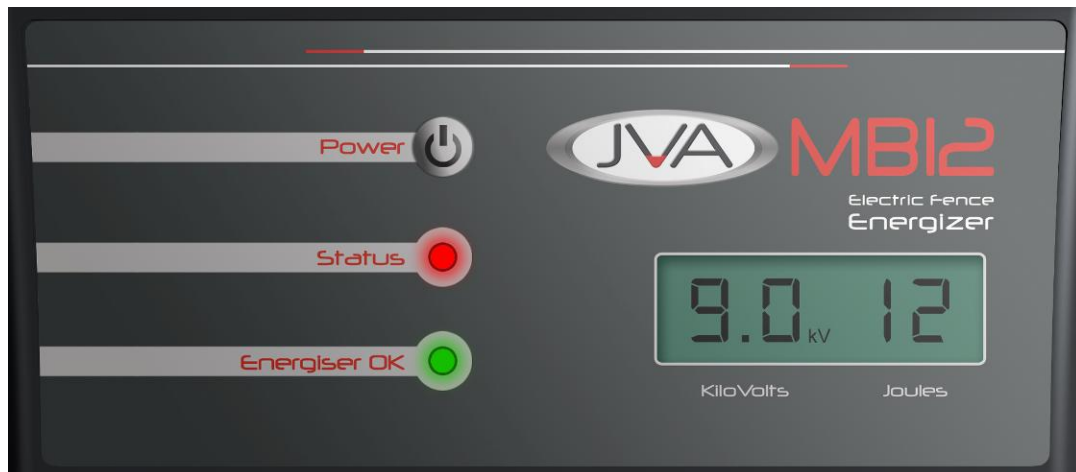 Power
JVA MB12
Electric Fence
Energizer
Status
9.0 kV 12
KiloVolts Joules
Energiser OK